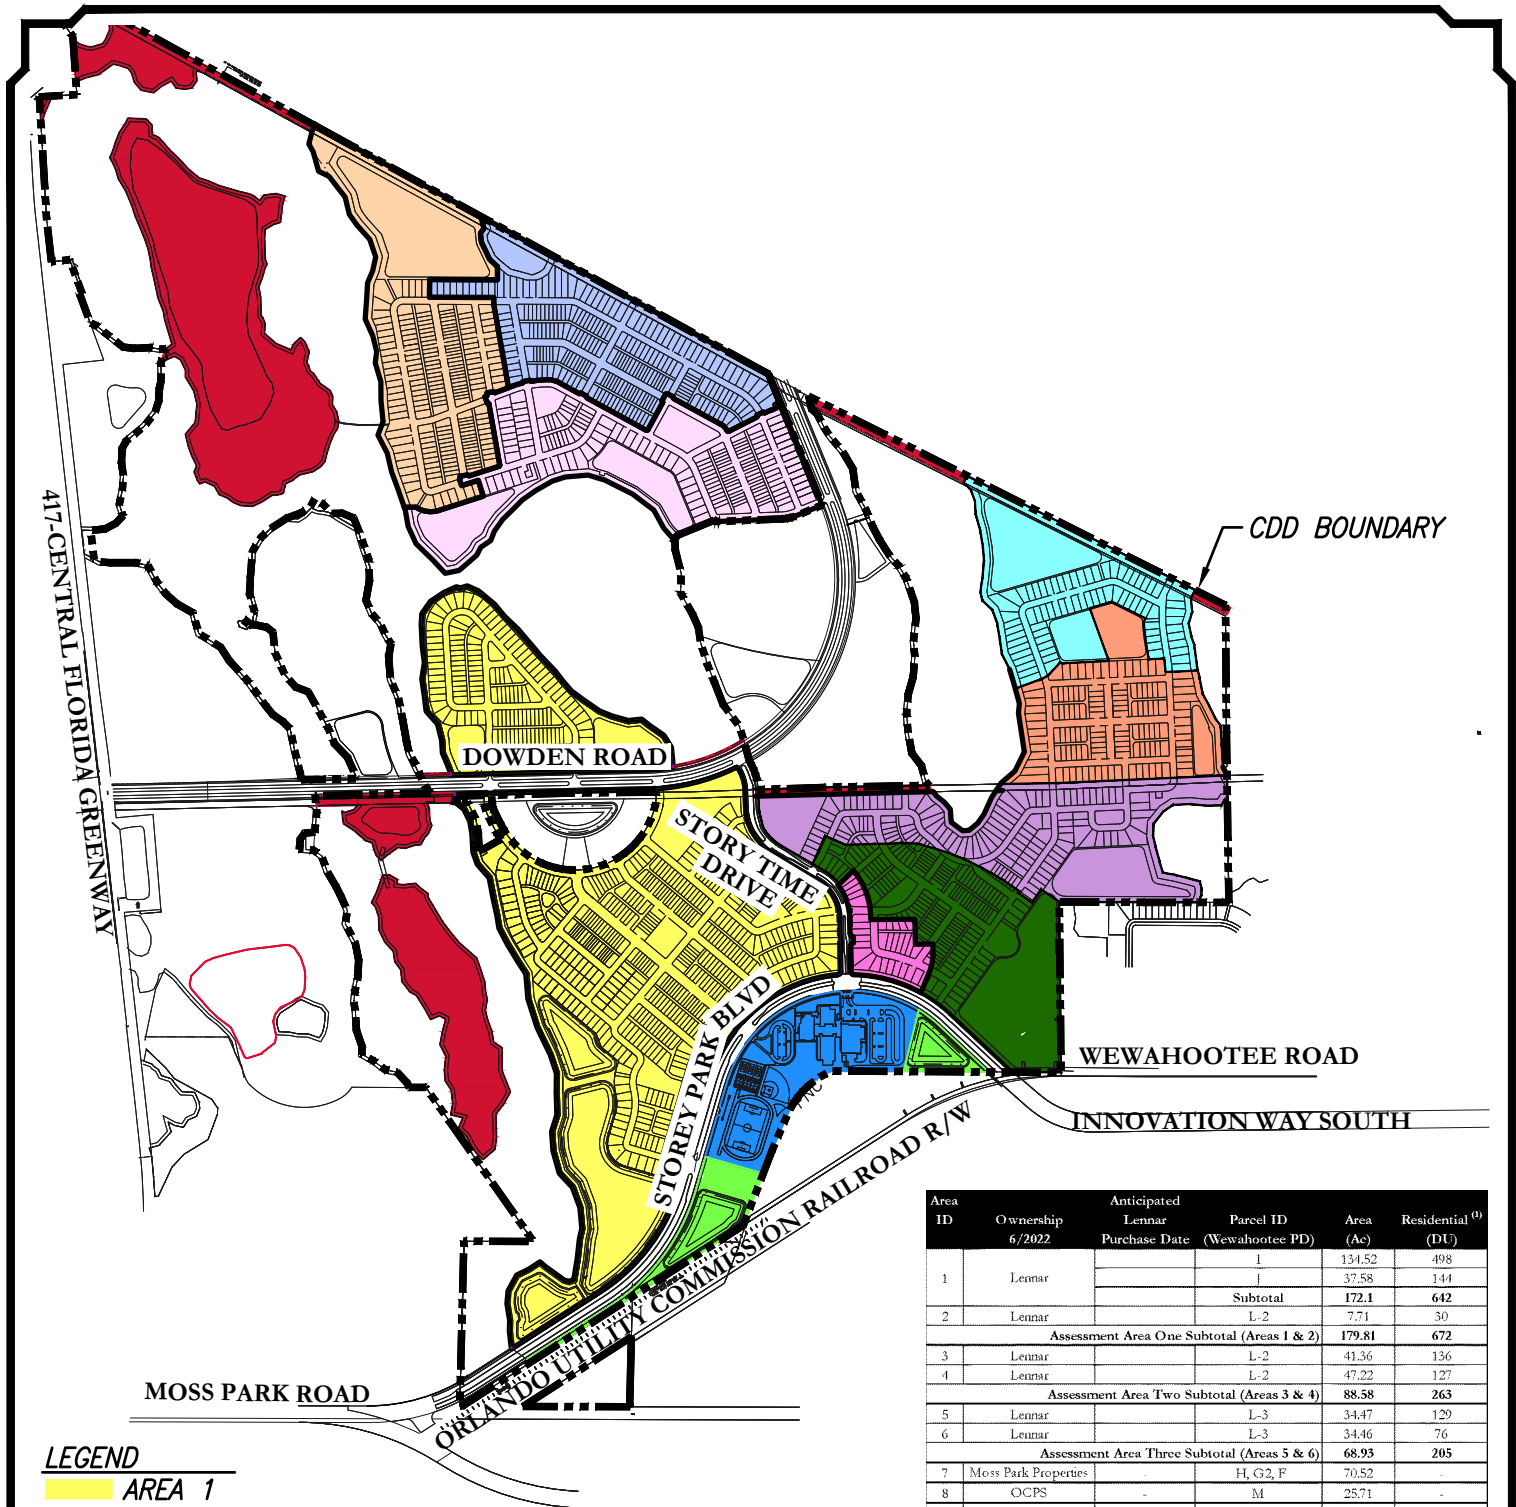 CDD BOUNDARY
417-CENTRAL FLORIDA GREENWAY
DOWDEN ROAD
STORY TIME
DRIVE
STOREY PARK BLVD
WEWAHOOTEE ROAD
INNOVATION WAY SOUTH
ORLANDO UTILITY COMMISSION RAILROAD R/W
MOSS PARK ROAD
LEGEND
AREA 1
Area Anticipated
ID Ownership Lennar Parcel ID Area Residential (1)
6/2022 Purchase Date (Wewahootee PD) (Ac) (DU)
I 134.52 498
1 Lennar J 37.58 144
Subtotal 172.1 642
2 Lennar L-2 7.71 30
Assessment Area One Subtotal (Areas 1 & 2) 179.81 672
3 Lennar L-2 41.36 136
4 Lennar L-2 47.22 127
Assessment Area Two Subtotal (Areas 3 & 4) 88.58 263
5 Lennar L-3 34.47 129
6 Lennar L-3 34.46 76
Assessment Area Three Subtotal (Areas 5 & 6) 68.93 205
7 Moss Park Properties - H, G2, F 70.52 -
8 OCPS - M 25.71 -